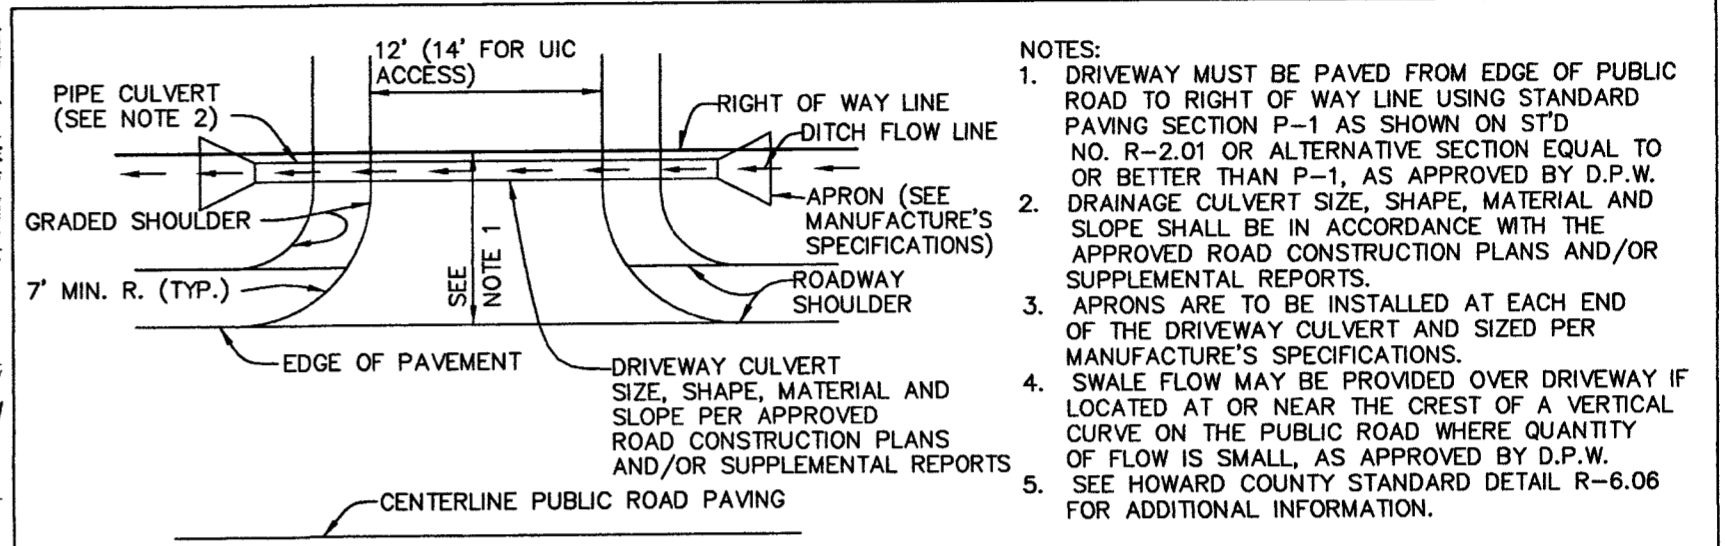 12' (14' FOR UIC
ACCESS)
PIPE CULVERT
(SEE NOTE 2)
RIGHT OF WAY LINE
DITCH FLOW LINE
GRADED SHOULDER
APRON (SEE
MANUFACTURE'S
SPECIFICATIONS)
7' MIN. R. (TYP.)
SEE
NOTE 1
ROADWAY
SHOULDER
EDGE OF PAVEMENT
DRIVEWAY CULVERT
SIZE, SHAPE, MATERIAL AND
SLOPE PER APPROVED
ROAD CONSTRUCTION PLANS
AND/OR SUPPLEMENTAL REPORTS
CENTERLINE PUBLIC ROAD PAVING
NOTES:
1. DRIVEWAY MUST BE PAVED FROM EDGE OF PUBLIC
ROAD TO RIGHT OF WAY LINE USING STANDARD
PAVING SECTION P-1 AS SHOWN ON ST'D
NO. R-2.01 OR ALTERNATIVE SECTION EQUAL TO
OR BETTER THAN P-1, AS APPROVED BY D.P.W.
2. DRAINAGE CULVERT SIZE, SHAPE, MATERIAL AND
SLOPE SHALL BE IN ACCORDANCE WITH THE
APPROVED ROAD CONSTRUCTION PLANS AND/OR
SUPPLEMENTAL REPORTS.
3. APRONS ARE TO BE INSTALLED AT EACH END
OF THE DRIVEWAY CULVERT AND SIZED PER
MANUFACTURE'S SPECIFICATIONS.
4. SWALE FLOW MAY BE PROVIDED OVER DRIVEWAY IF
LOCATED AT OR NEAR THE CREST OF A VERTICAL
CURVE ON THE PUBLIC ROAD WHERE QUANTITY
OF FLOW IS SMALL, AS APPROVED BY D.P.W.
5. SEE HOWARD COUNTY STANDARD DETAIL R-6.06
FOR ADDITIONAL INFORMATION.